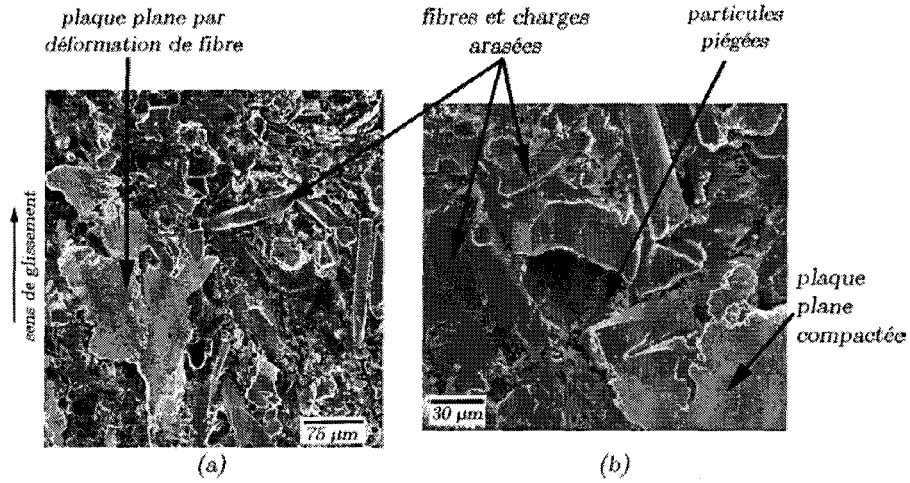 plaque plane par
déformation de fibre
fibres et charges
arasées
particules
piégées
sens de glissement
plaque
plane
compactée
75 µm
30 µm
(a)
(b)